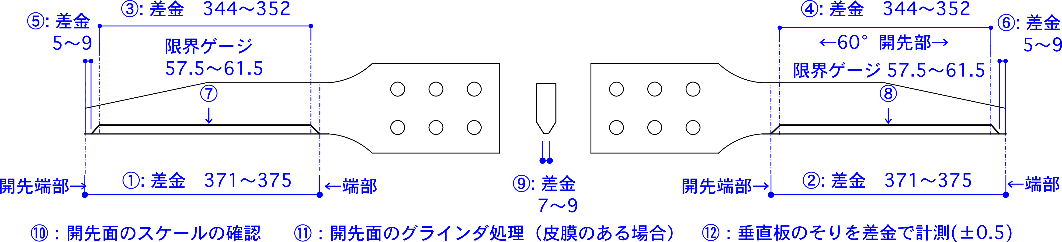 ③: 差金 344～352
④: 差金 344～352
⑤: 差金
5～9
限界ゲージ
57.5～61.5
⑦
←60° 開先部→
限界ゲージ 57.5～61.5
⑧
⑥: 差金
5～9
開先端部→
①: 差金 371～375
←端部
⑨: 差金
7～9
開先端部→
②: 差金 371～375
←端部
⑩：開先面のスケールの確認 ⑪：開先面のグラインダ処理（皮膜のある場合） ⑫：垂直板のそりを差金で計測(±0.5)